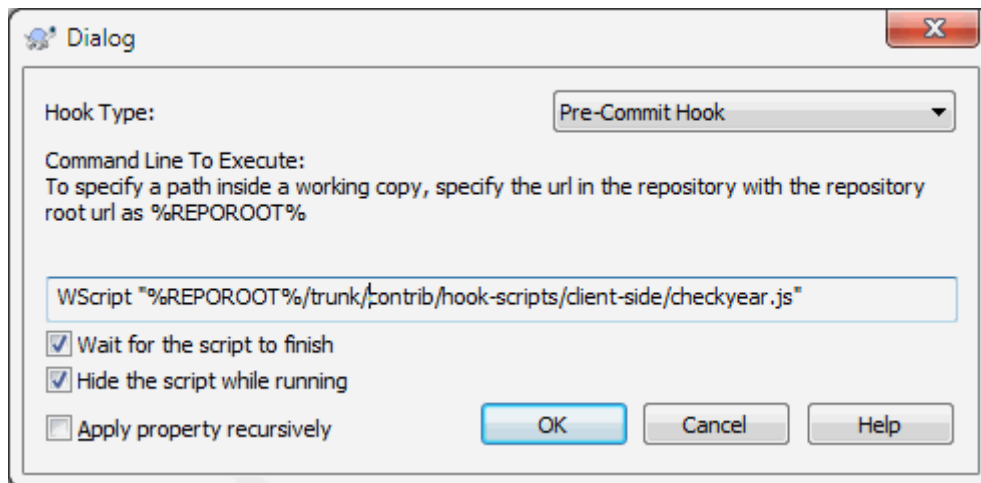 Dialog
Hook Type:
Pre-Commit Hook
Command Line To Execute:
To specify a path inside a working copy, specify the url in the repository with the repository
root url as %REPOROOT%
WScript "%REPOROOT%/trunk/contrib/hook-scripts/client-side/checkyear.js"
Wait for the script to finish
Hide the script while running
Apply property recursively
OK
Cancel
Help